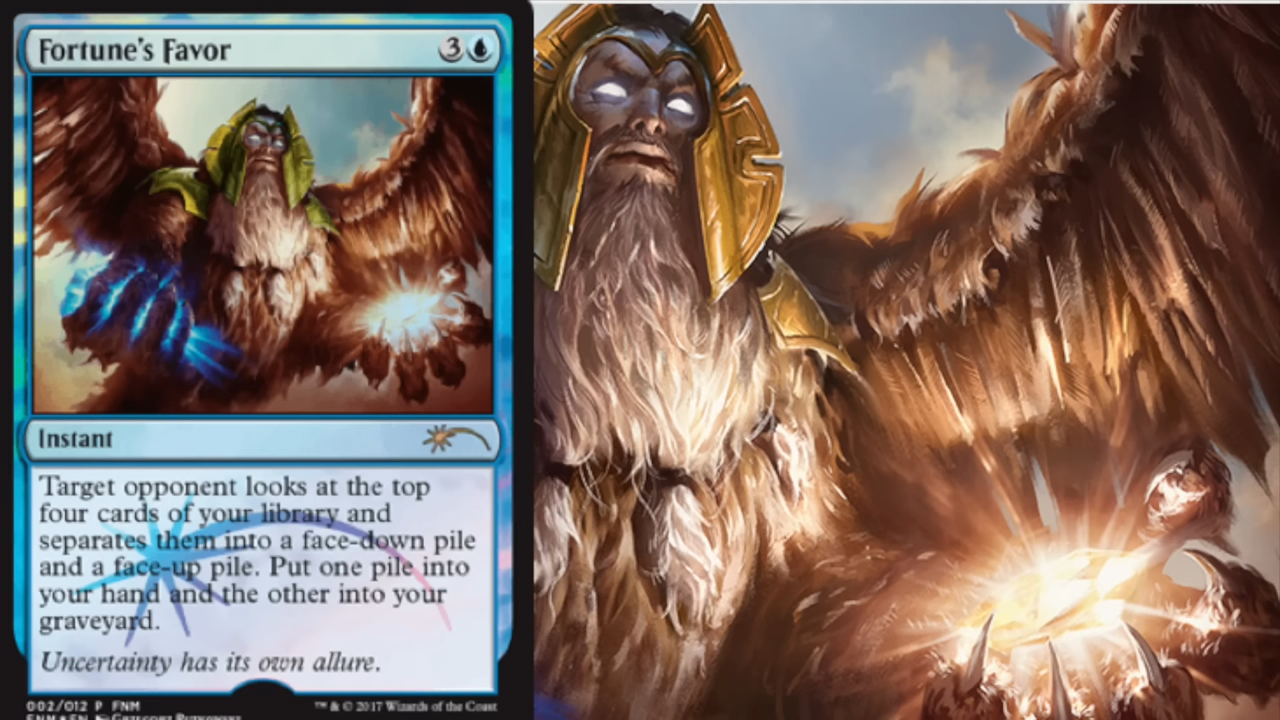 Fortune's Favor 3
Instant
Target opponent looks at the top
four cards of your library and
separates them into a face-down pile
and a face-up pile. Put one pile into
your hand and the other into your
graveyard.
Uncertainty has its own allure.
002/012 P FNM
™ & © 2017 Wizards of the Coast